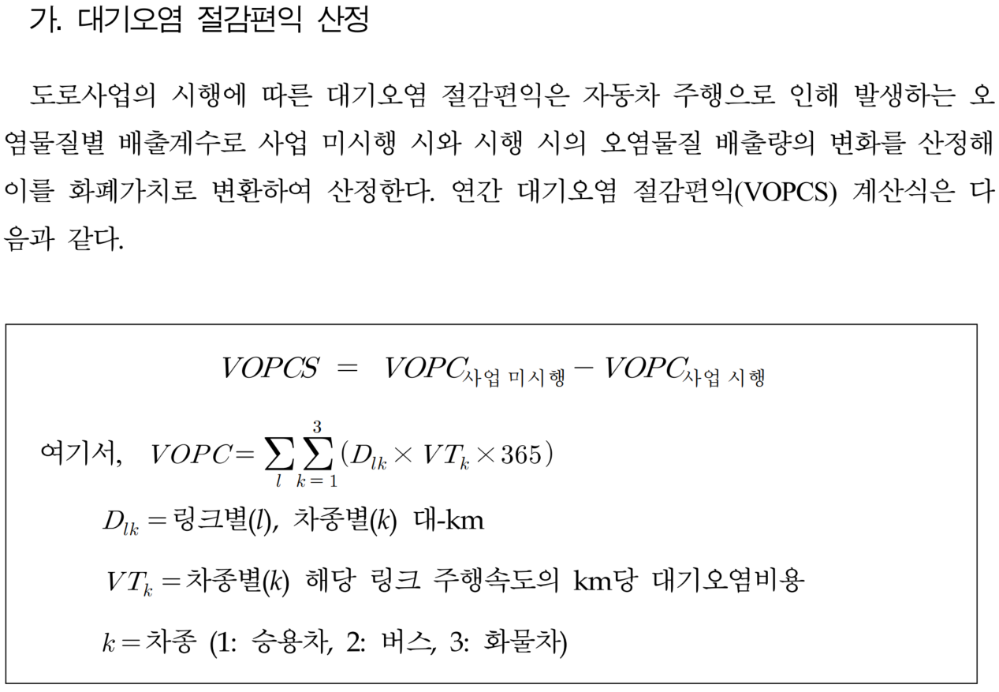 가. 대기오염 절감편익 산정
도로사업의 시행에 따른 대기오염 절감편익은 자동차 주행으로 인해 발생하는 오
염물질별 배출계수로 사업 미시행 시와 시행 시의 오염물질 배출량의 변화를 산정해
이를 화폐가치로 변환하여 산정한다. 연간 대기오염 절감편익(VOPCS) 계산식은 다
음과 같다.
$VOPCS = VOPC_{사업 미시행} - VOPC_{사업 시행}$
여기서, $VOPC = \sum_{l} \sum_{k=1}^{3} (D_{lk} \times VT_k \times 365)$
$D_{lk}$ = 링크별(l), 차종별(k) 대-km
$VT_k$ = 차종별(k) 해당 링크 주행속도의 km당 대기오염비용
$k$ = 차종 (1: 승용차, 2: 버스, 3: 화물차)